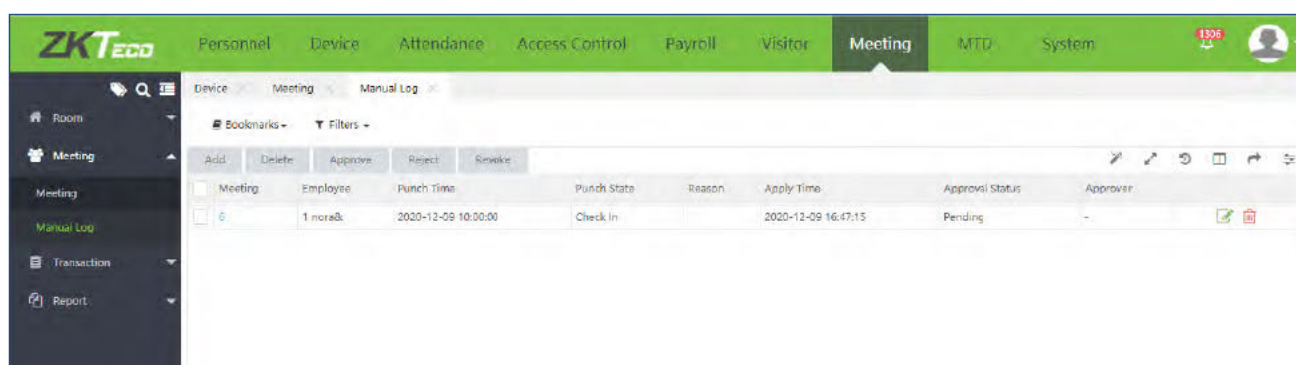 ZKTECO Personnel Device Attendance Access Control Payroll Visitor Meeting MTD System 1306
Device Meeting Manual Log
Room
Bookmarks Filters
Meeting
Add Delete Approve Reject Revoke
Meeting Employee Punch Time Punch State Reason Apply Time Approval Status Approver
Meeting
6 1 nora& 2020-12-09 10:00:00 Check In 2020-12-09 16:47:15 Pending -
Manual Log
Transaction
Report